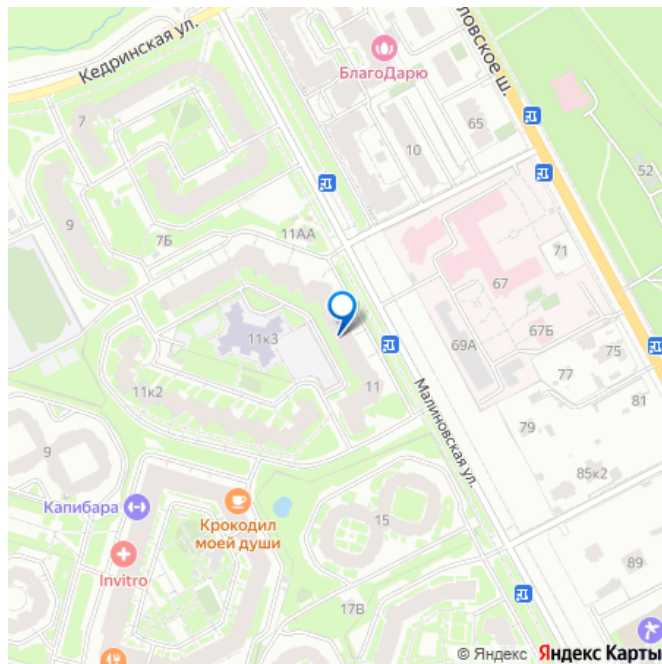 Кедринская ул.
БлагоДарю
ловское ш.
7
65
10
52
9
7Б
11АА
71
67
67Б
11к3
69А
75
77
11к2
11
81
Малиновская ул.
79
9
85к2
Капибара
Крокодил
моей души
15
Invitro
89
17В
© Яндекс Яндекс Карты